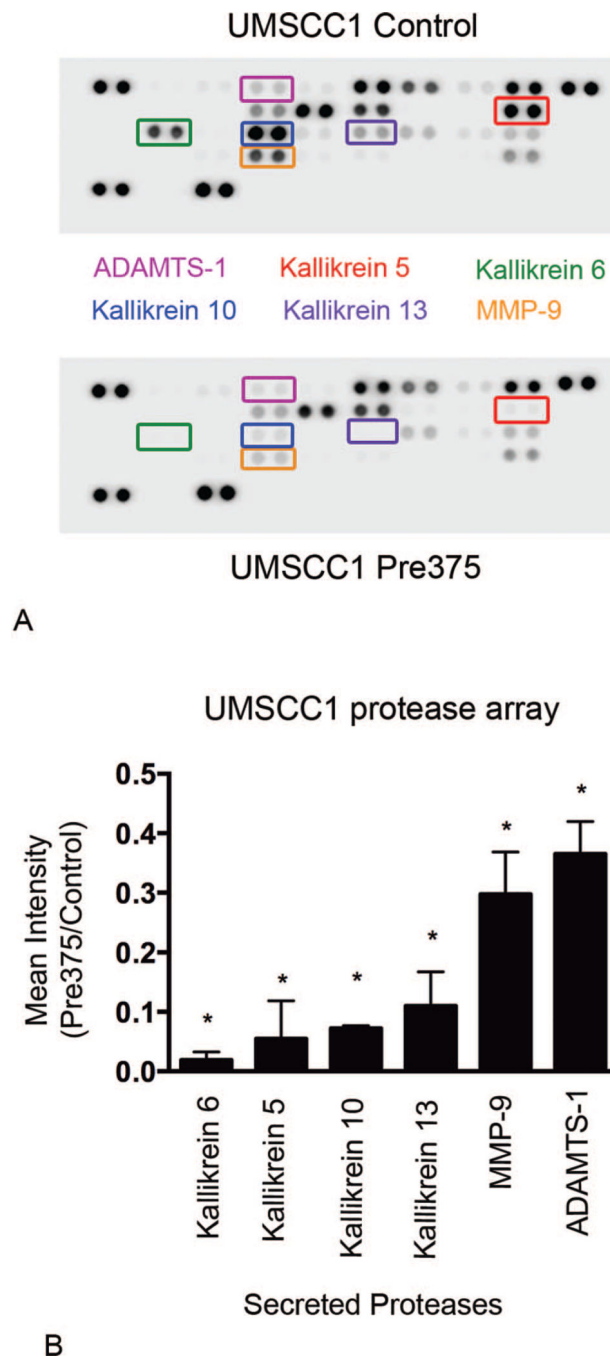 UMSCC1 Control
ADAMTS-1 Kallikrein 5 Kallikrein 6
Kallikrein 10 Kallikrein 13 MMP-9
UMSCC1 Pre375
A
UMSCC1 protease array
Mean Intensity
(Pre375/Control)
0.5
0.4
0.3
0.2
0.1
0.0
* * * * * *
Kallikrein 6
Kallikrein 5
Kallikrein 10
Kallikrein 13
MMP-9
ADAMTS-1
Secreted Proteases
B